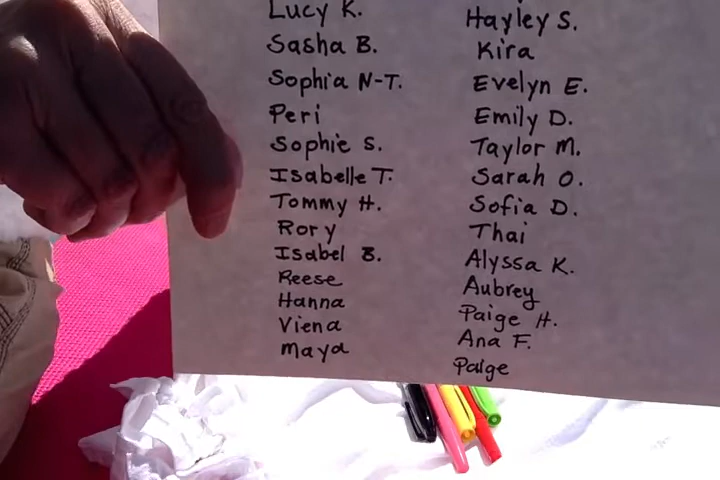 Lucy K.
Sasha B.
Sophia N-T.
Peri
Sophie S.
Isabelle T.
Tommy H.
Rory
Isabel B.
Reese
Hanna
Viena
Maya
Hayley S.
Kira
Evelyn E.
Emily D.
Taylor M.
Sarah O.
Sofia D.
Thai
Alyssa K.
Aubrey
Paige H.
Ana F.
Paige